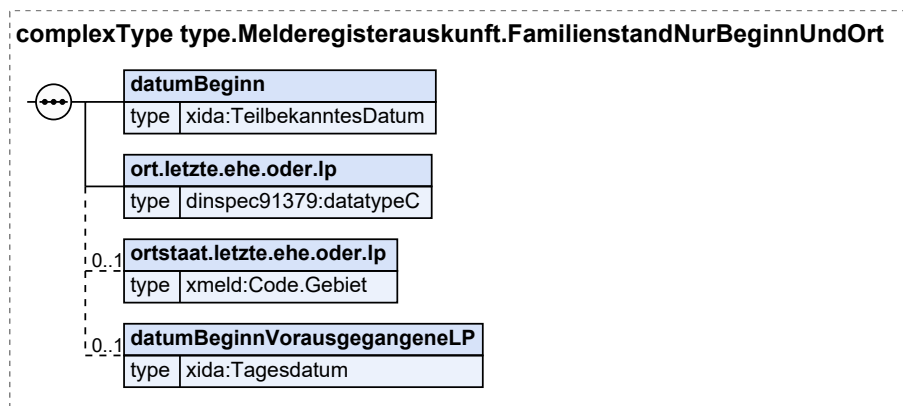 complexType type.Melderegisterauskunft.FamilienstandNurBeginnUndOrt
datumBeginn
type xida:TeilbekanntesDatum
ort.letzte.ehe.oder.lp
type dinspec91379:datatypeC
0..1 ortstaat.letzte.ehe.oder.lp
type xmeld:Code.Gebiet
0..1 datumBeginnVorausgegangeneLP
type xida:Tagesdatum